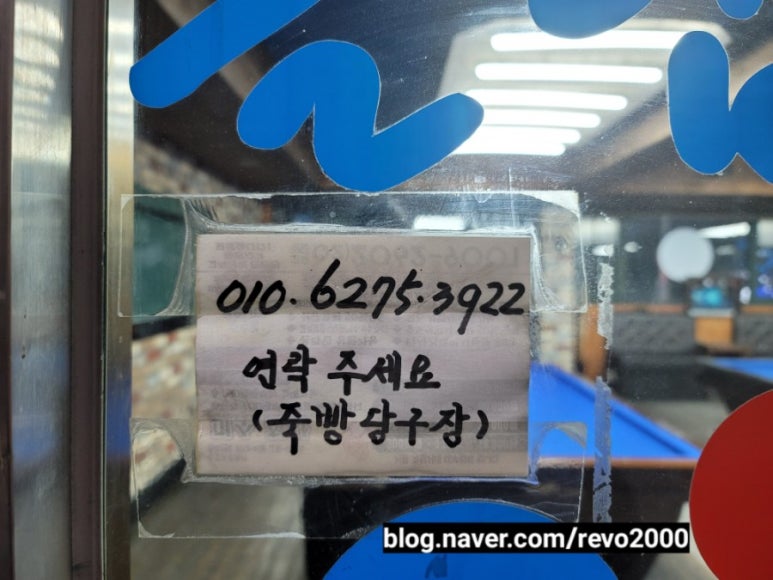 010.6275.3922
연락 주세요
(죽빵당구장)
blog.naver.com/revo2000